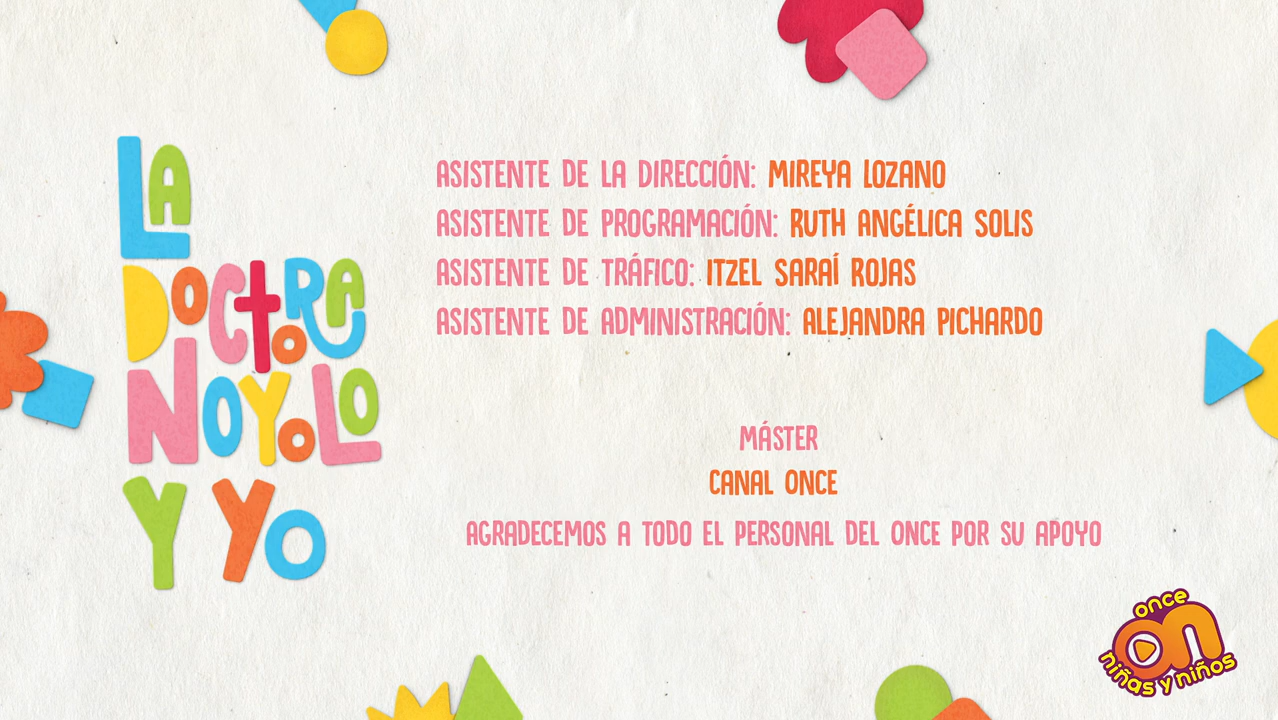 LA
DOCTORA
NOYOLO
Y YO
ASISTENTE DE LA DIRECCIÓN: MIREYA LOZANO
ASISTENTE DE PROGRAMACIÓN: RUTH ANGÉLICA SOLIS
ASISTENTE DE TRÁFICO: ITZEL SARAÍ ROJAS
ASISTENTE DE ADMINISTRACIÓN: ALEJANDRA PICHARDO
MÁSTER
CANAL ONCE
AGRADECEMOS A TODO EL PERSONAL DEL ONCE POR SU APOYO
once
on
niñas y niños